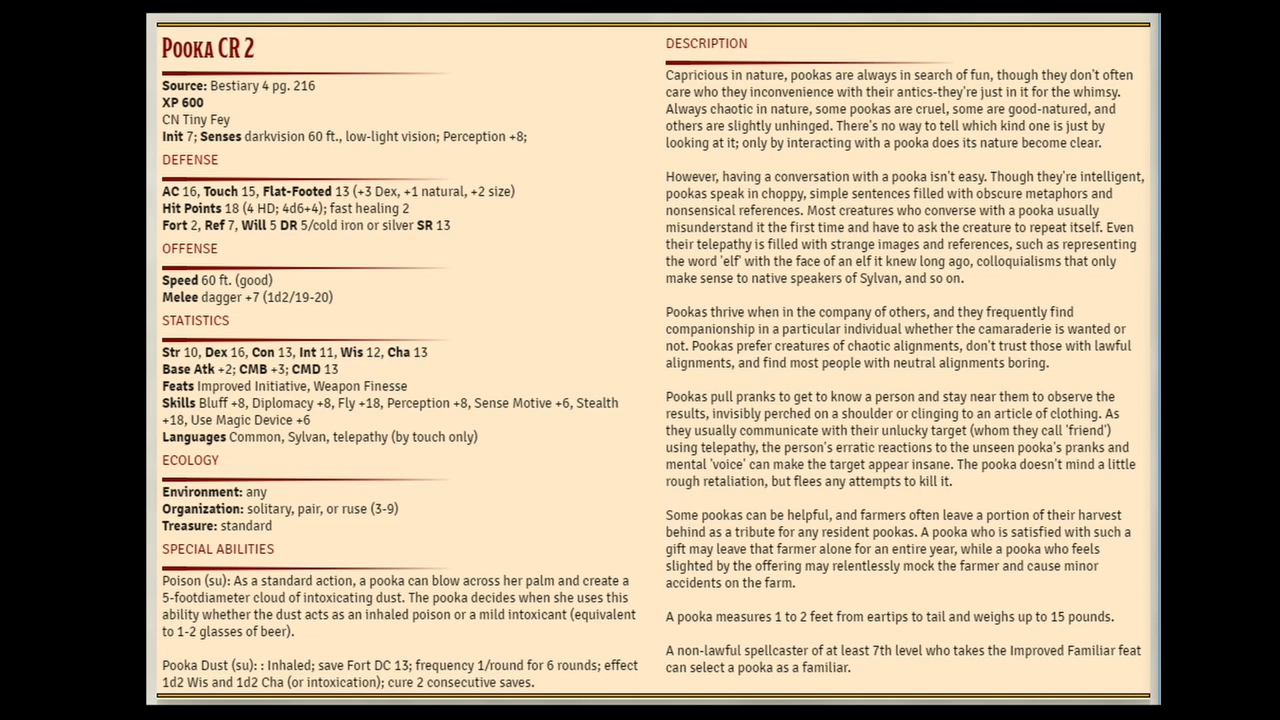 Pooka CR 2
Source: Bestiary 4 pg. 216
XP 600
CN Tiny Fey
Init 7; Senses darkvision 60 ft., low-light vision; Perception +8;
DEFENSE
AC 16, Touch 15, Flat-Footed 13 (+3 Dex, +1 natural, +2 size)
Hit Points 18 (4 HD; 4d6+4); fast healing 2
Fort 2, Ref 7, Will 5 DR 5/cold iron or silver SR 13
OFFENSE
Speed 60 ft. (good)
Melee dagger +7 (1d2/19-20)
STATISTICS
Str 10, Dex 16, Con 13, Int 11, Wis 12, Cha 13
Base Atk +2; CMB +3; CMD 13
Feats Improved Initiative, Weapon Finesse
Skills Bluff +8, Diplomacy +8, Fly +18, Perception +8, Sense Motive +6, Stealth
+18, Use Magic Device +6
Languages Common, Sylvan, telepathy (by touch only)
ECOLOGY
Environment: any
Organization: solitary, pair, or ruse (3-9)
Treasure: standard
SPECIAL ABILITIES
Poison (su): As a standard action, a pooka can blow across her palm and create a
5-footdiameter cloud of intoxicating dust. The pooka decides when she uses this
ability whether the dust acts as an inhaled poison or a mild intoxicant (equivalent
to 1-2 glasses of beer).
Pooka Dust (su): : Inhaled; save Fort DC 13; frequency 1/round for 6 rounds; effect
1d2 Wis and 1d2 Cha (or intoxication); cure 2 consecutive saves.
DESCRIPTION
Capricious in nature, pookas are always in search of fun, though they don't often
care who they inconvenience with their antics-they're just in it for the whimsy.
Always chaotic in nature, some pookas are cruel, some are good-natured, and
others are slightly unhinged. There's no way to tell which kind one is just by
looking at it; only by interacting with a pooka does its nature become clear.
However, having a conversation with a pooka isn't easy. Though they're intelligent,
pookas speak in choppy, simple sentences filled with obscure metaphors and
nonsensical references. Most creatures who converse with a pooka usually
misunderstand it the first time and have to ask the creature to repeat itself. Even
their telepathy is filled with strange images and references, such as representing
the word 'elf' with the face of an elf it knew long ago, colloquialisms that only
make sense to native speakers of Sylvan, and so on.
Pookas thrive when in the company of others, and they frequently find
companionship in a particular individual whether the camaraderie is wanted or
not. Pookas prefer creatures of chaotic alignments, don't trust those with lawful
alignments, and find most people with neutral alignments boring.
Pookas pull pranks to get to know a person and stay near them to observe the
results, invisibly perched on a shoulder or clinging to an article of clothing. As
they usually communicate with their unlucky target (whom they call 'friend')
using telepathy, the person's erratic reactions to the unseen pooka's pranks and
mental 'voice' can make the target appear insane. The pooka doesn't mind a little
rough retaliation, but flees any attempts to kill it.
Some pookas can be helpful, and farmers often leave a portion of their harvest
behind as a tribute for any resident pookas. A pooka who is satisfied with such a
gift may leave that farmer alone for an entire year, while a pooka who feels
slighted by the offering may relentlessly mock the farmer and cause minor
accidents on the farm.
A pooka measures 1 to 2 feet from eartips to tail and weighs up to 15 pounds.
A non-lawful spellcaster of at least 7th level who takes the Improved Familiar feat
can select a pooka as a familiar.